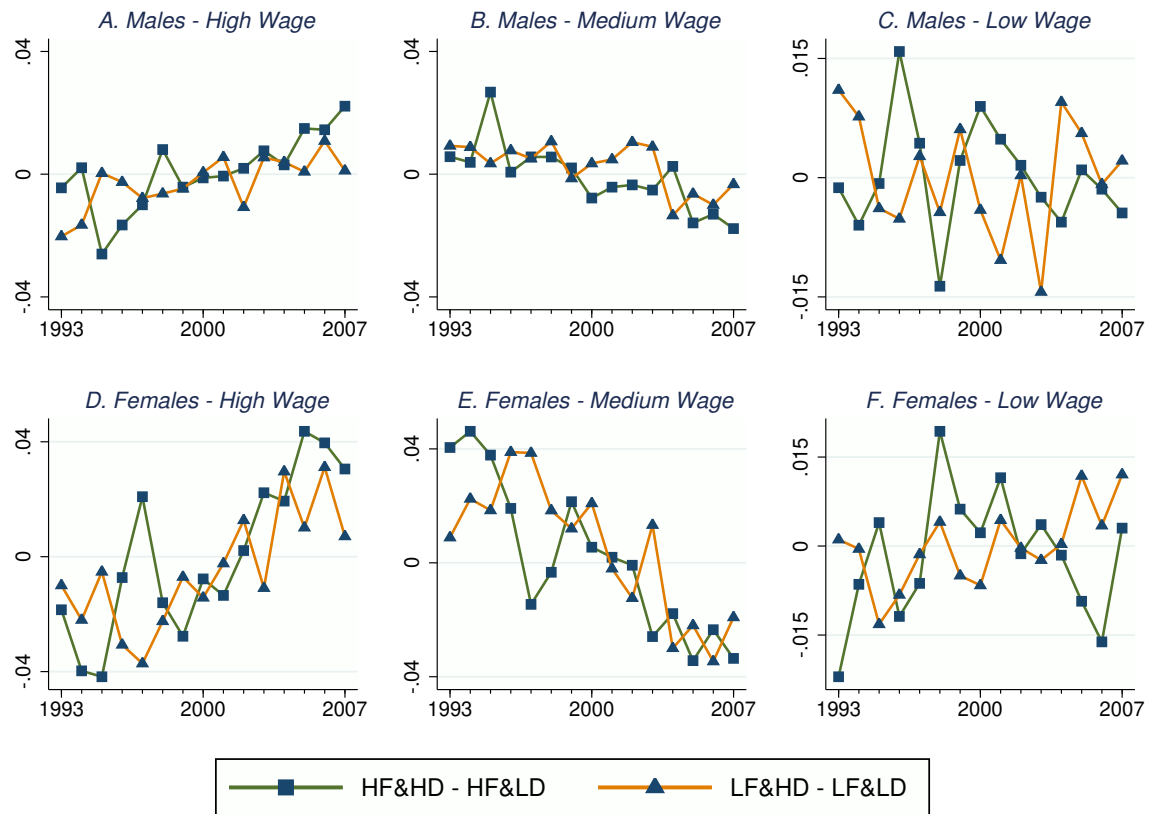 A. Males - High Wage
.04
0
-.04
1993 2000 2007
B. Males - Medium Wage
.04
0
-.04
1993 2000 2007
C. Males - Low Wage
.015
0
-.015
1993 2000 2007
D. Females - High Wage
.04
0
-.04
1993 2000 2007
E. Females - Medium Wage
.04
0
-.04
1993 2000 2007
F. Females - Low Wage
.015
0
-.015
1993 2000 2007
HF&HD - HF&LD LF&HD - LF&LD